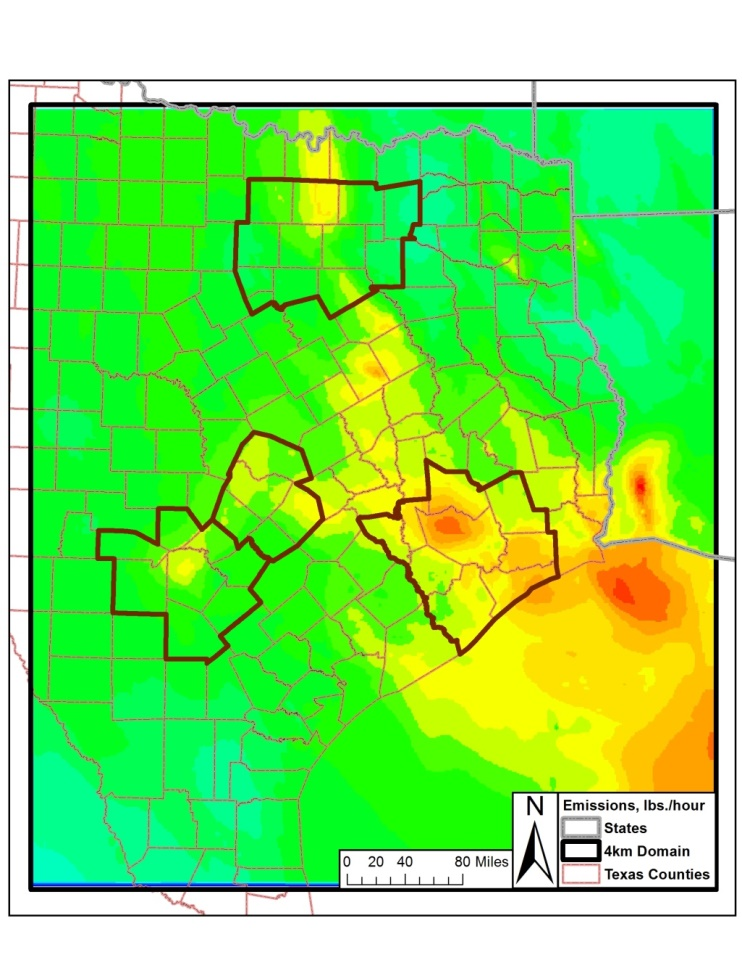 N
Emissions, lbs./hour
States
4km Domain
Texas Counties
0 20 40 80 Miles